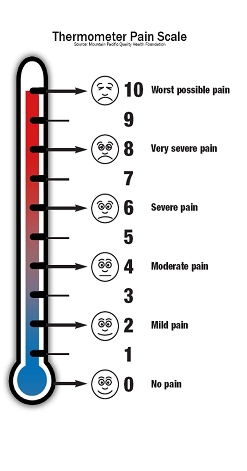 Thermometer Pain Scale
Source: Mountain Pacific Quality Health Foundation
10 Worst possible pain
9
8 Very severe pain
7
6 Severe pain
5
4 Moderate pain
3
2 Mild pain
1
0 No pain